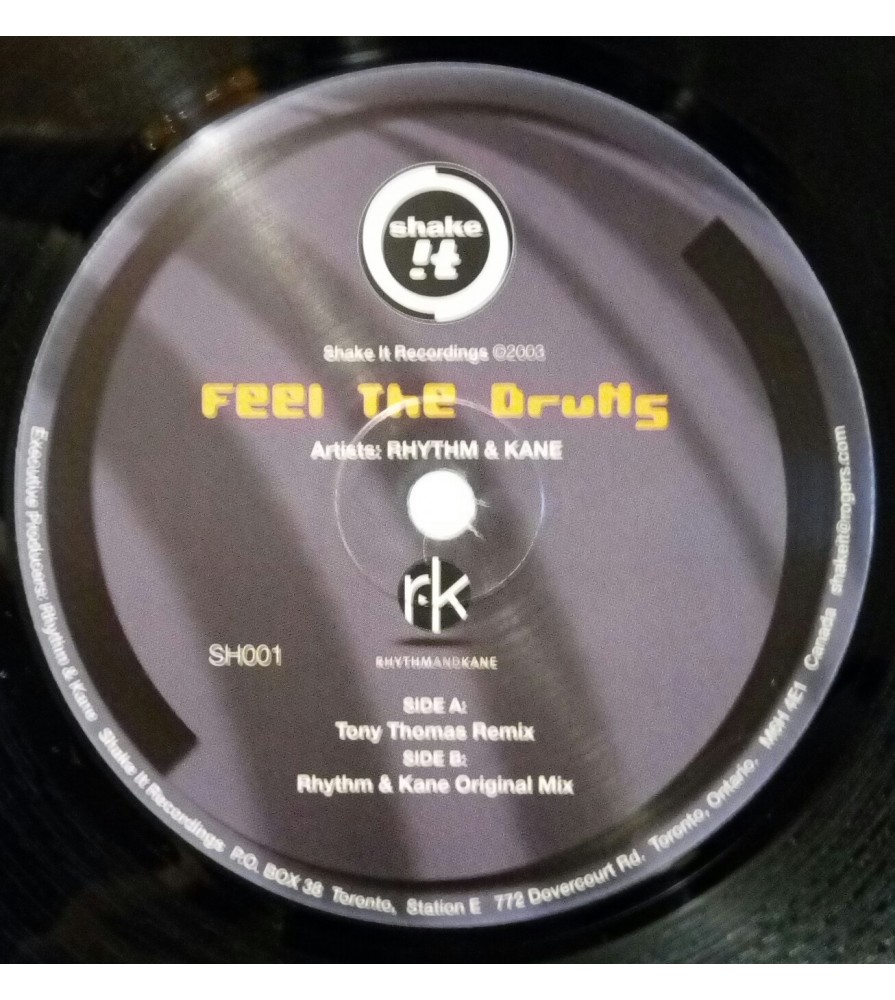 shake
!t
Shake It Recordings ©2003
Feel The Drums
Artists: RHYTHM & KANE
rk
RHYTHMANDKANE
SH001
SIDE A:
Tony Thomas Remix
SIDE B:
Rhythm & Kane Original Mix
Executive Producers: Rhythm & Kane Shake It Recordings P.O. BOX 38 Toronto, Station E 772 Dovercourt Rd. Toronto, Ontario, M6H 4E1 Canada shakeit@rogers.com